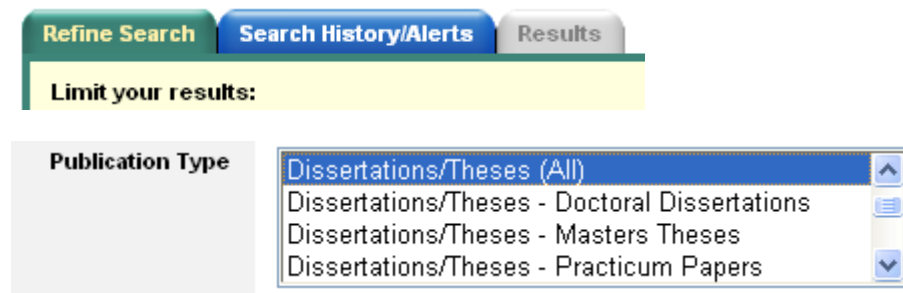 Refine Search Search History/Alerts Results
Limit your results:
Publication Type
Dissertations/Theses (All)
Dissertations/Theses - Doctoral Dissertations
Dissertations/Theses - Masters Theses
Dissertations/Theses - Practicum Papers